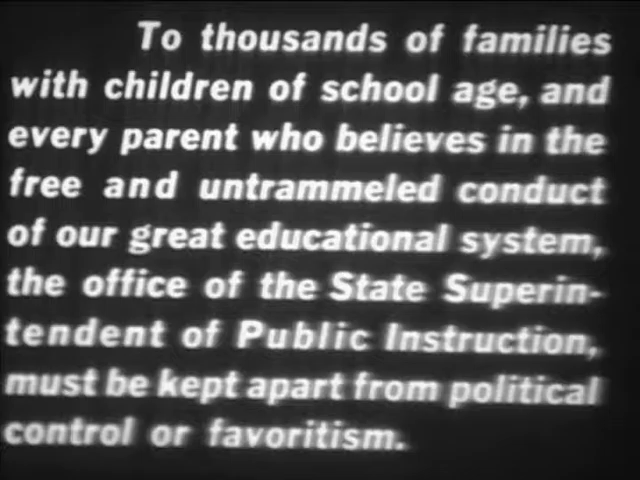 To thousands of families
with children of school age, and
every parent who believes in the
free and untrammeled conduct
of our great educational system,
the office of the State Superin-
tendent of Public Instruction,
must be kept apart from political
control or favoritism.